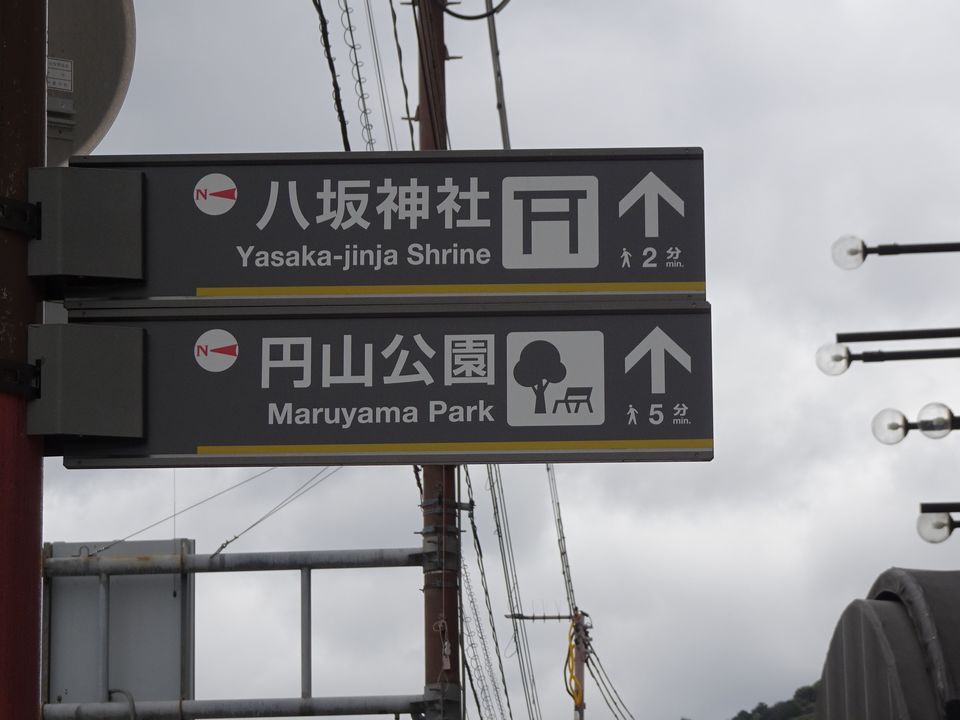 N 八坂神社
Yasaka-jinja Shrine
2 分 min.
N 円山公園
Maruyama Park
5 分 min.